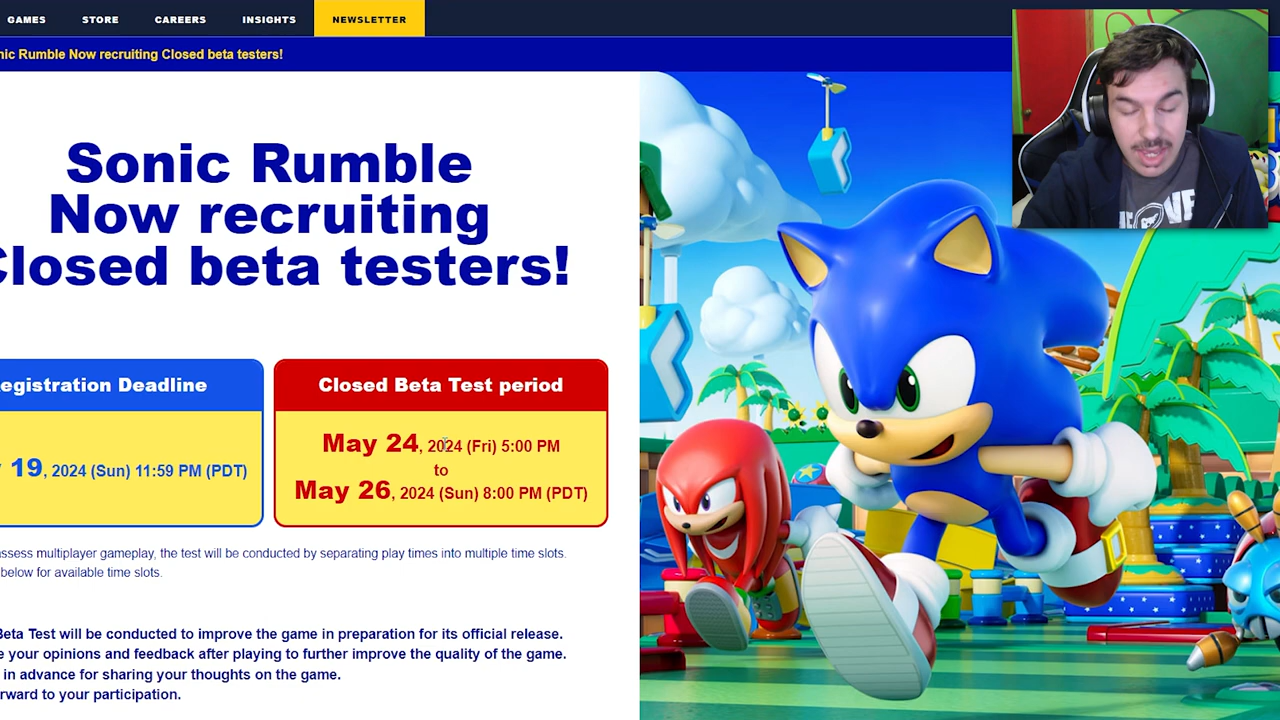 GAMES STORE CAREERS INSIGHTS NEWSLETTER
nic Rumble Now recruiting Closed beta testers!
Sonic Rumble
Now recruiting
Closed beta testers!
egistration Deadline
19, 2024 (Sun) 11:59 PM (PDT)
Closed Beta Test period
May 24, 2024 (Fri) 5:00 PM
to
May 26, 2024 (Sun) 8:00 PM (PDT)
assess multiplayer gameplay, the test will be conducted by separating play times into multiple time slots.
below for available time slots.
Beta Test will be conducted to improve the game in preparation for its official release.
e your opinions and feedback after playing to further improve the quality of the game.
in advance for sharing your thoughts on the game.
rward to your participation.